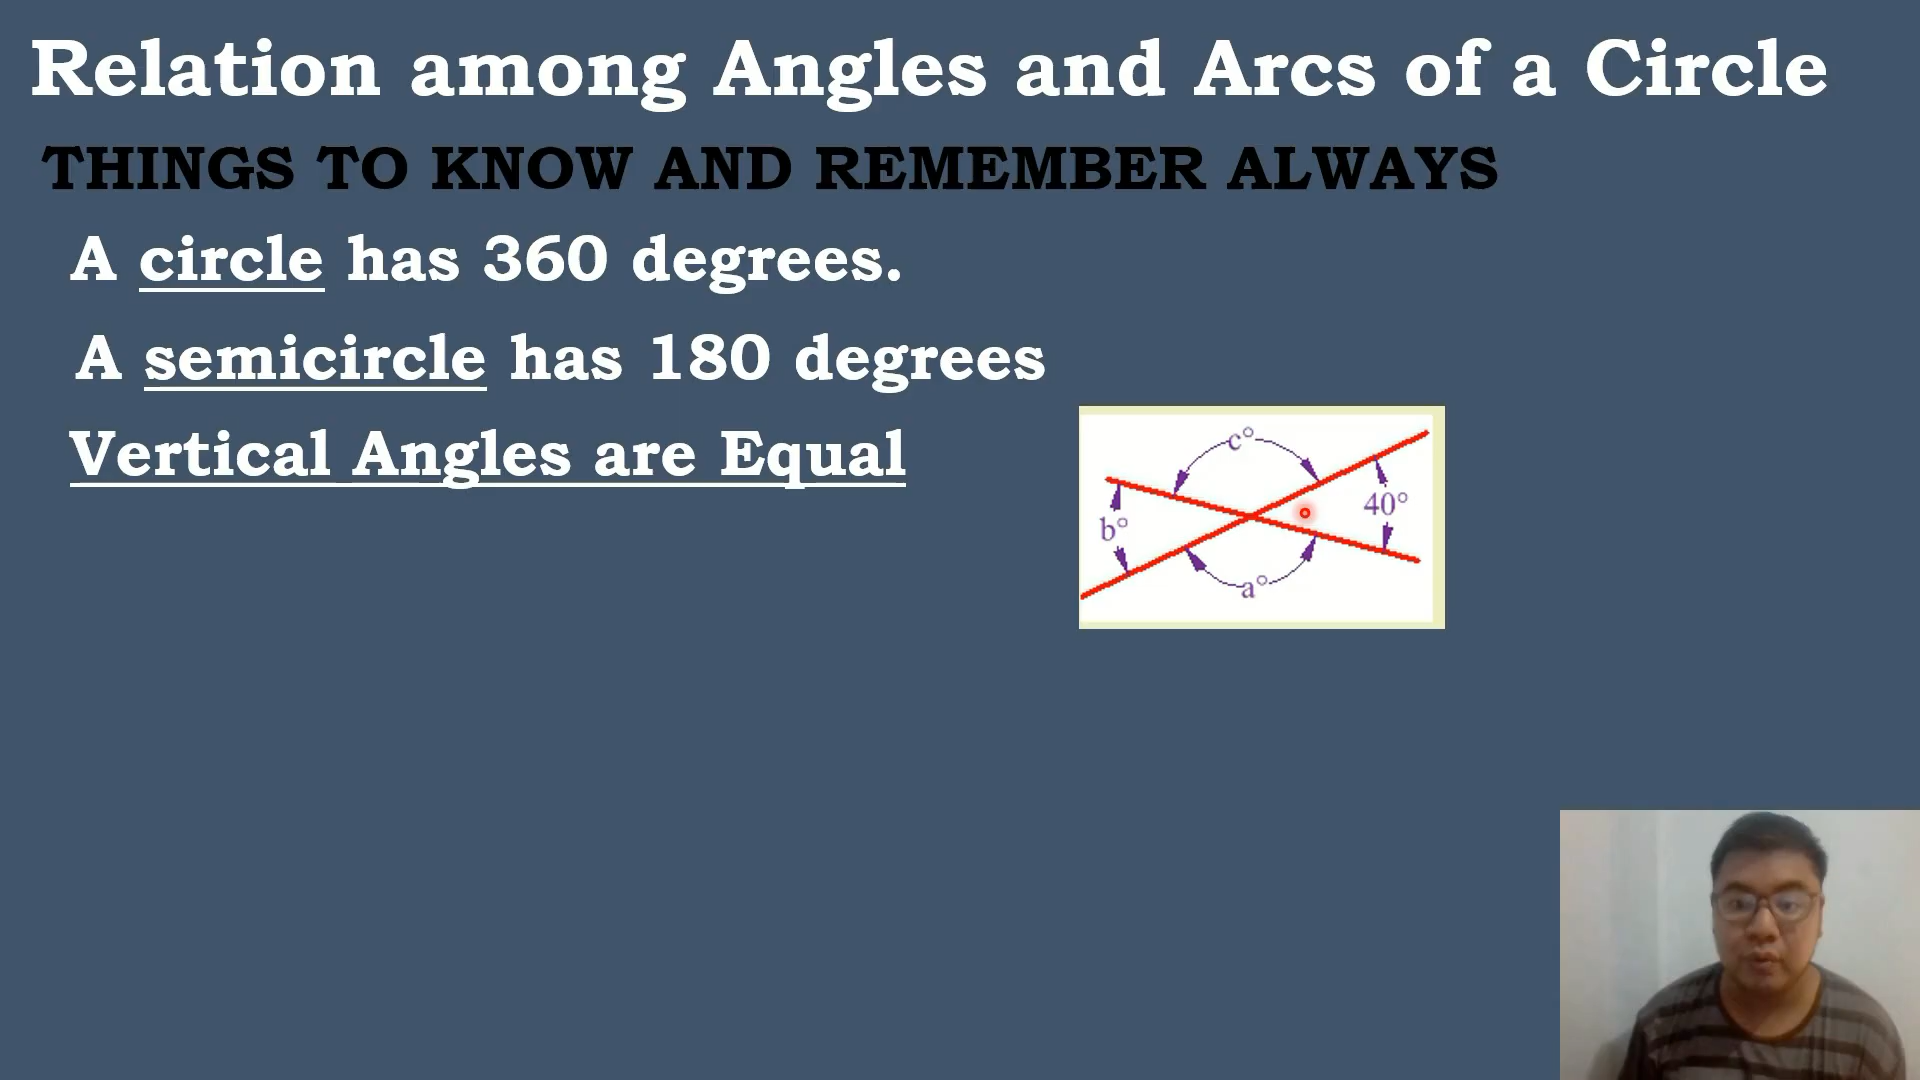 Relation among Angles and Arcs of a Circle
THINGS TO KNOW AND REMEMBER ALWAYS
A circle has 360 degrees.
A semicircle has 180 degrees
Vertical Angles are Equal
c°
40°
b°
a°